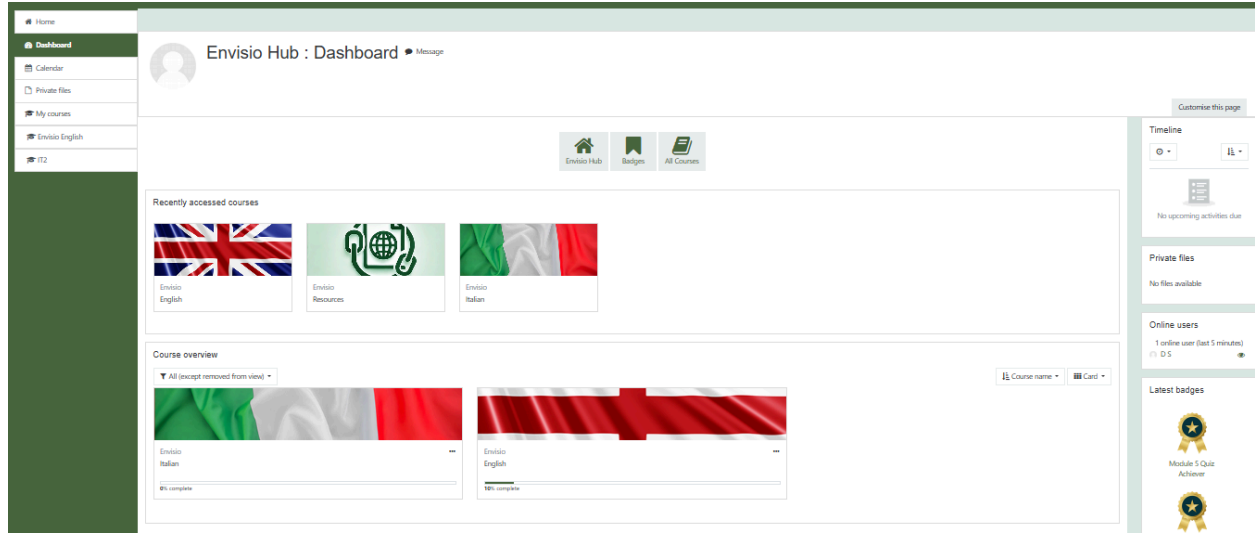 Home
Dashboard
Calendar
Private files
My courses
Envisio English
IT2
Envisio Hub : Dashboard
Message
Customise this page
Envisio Hub
Badges
All Courses
Recently accessed courses
Envisio
English
Envisio
Resources
Envisio
Italian
Course overview
All (except removed from view)
Course name
Card
Envisio
Italian
0% complete
Envisio
English
10% complete
Timeline
No upcoming activities due
Private files
No files available
Online users
1 online user (last 5 minutes)
D S
Latest badges
Module 5 Quiz
Achiever